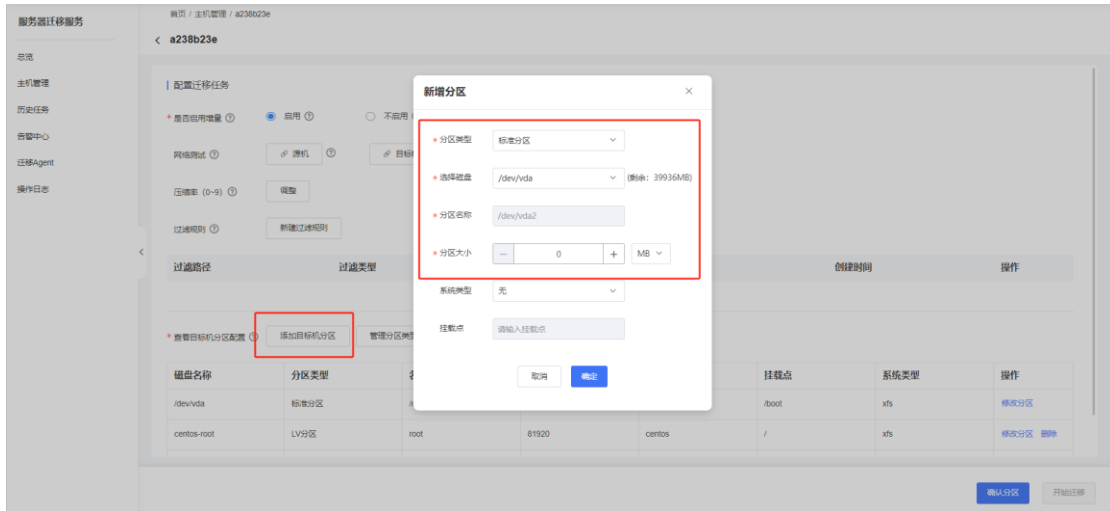 服务器迁移服务
首页 / 主机管理 / a238b23e
< a238b23e
总览
主机管理
历史任务
告警中心
迁移Agent
操作日志
配置迁移任务
* 是否启用增量 启用 不启用
网络测试 源机 目标
压缩率 (0~9) 调整
过滤规则 新建过滤规则
过滤路径 过滤类型 创建时间 操作
* 查看目标机分区配置 添加目标机分区 管理分区类型
磁盘名称 分区类型 挂载点 系统类型 操作
/dev/vda 标准分区 /boot xfs 修改分区
centos-root LV分区 root 81920 centos / xfs 修改分区 删除
确认分区 开始迁移
新增分区
* 分区类型 标准分区
* 选择磁盘 /dev/vda (剩余: 39936MB)
* 分区名称 /dev/vda2
* 分区大小 − 0 + MB
系统类型 无
挂载点 请输入挂载点
取消 确定